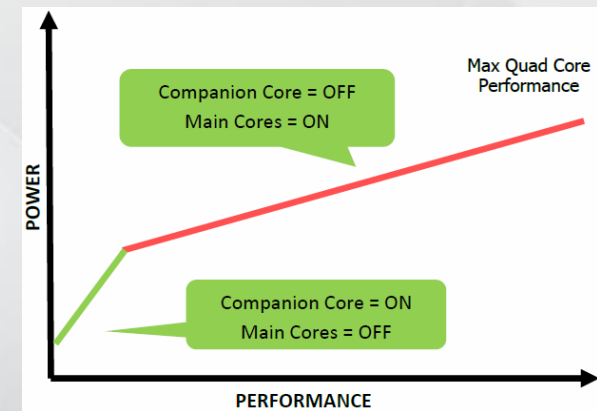 Max Quad Core
Performance
Companion Core = OFF
Main Cores = ON
POWER
Companion Core = ON
Main Cores = OFF
PERFORMANCE